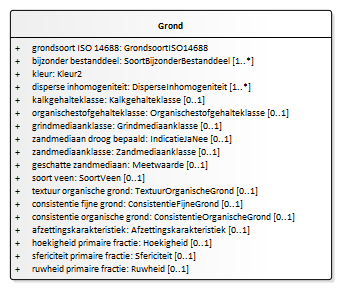 Grond
+ grondsoort ISO 14688: GrondsoortISO14688
+ bijzonder bestanddeel: SoortBijzonderBestanddeel [1..*]
+ kleur: Kleur2
+ disperse inhomogeniteit: DisperseInhomogeniteit [1..*]
+ kalkgehalteklasse: Kalkgehalteklasse [0..1]
+ organischestofgehalteklasse: Organischestofgehalteklasse [0..1]
+ grindmediaanklasse: Grindmediaanklasse [0..1]
+ zandmediaan droog bepaald: IndicatieJaNee [0..1]
+ zandmediaanklasse: Zandmediaanklasse [0..1]
+ geschatte zandmediaan: Meetwaarde [0..1]
+ soort veen: SoortVeen [0..1]
+ textuur organische grond: TextuurOrganischeGrond [0..1]
+ consistentie fijne grond: ConsistentieFijneGrond [0..1]
+ consistentie organische grond: ConsistentieOrganischeGrond [0..1]
+ afzettingskarakteristiek: Afzettingskarakteristiek [0..1]
+ hoekigheid primaire fractie: Hoekigheid [0..1]
+ sfericiteit primaire fractie: Sfericiteit [0..1]
+ ruwheid primaire fractie: Ruwheid [0..1]